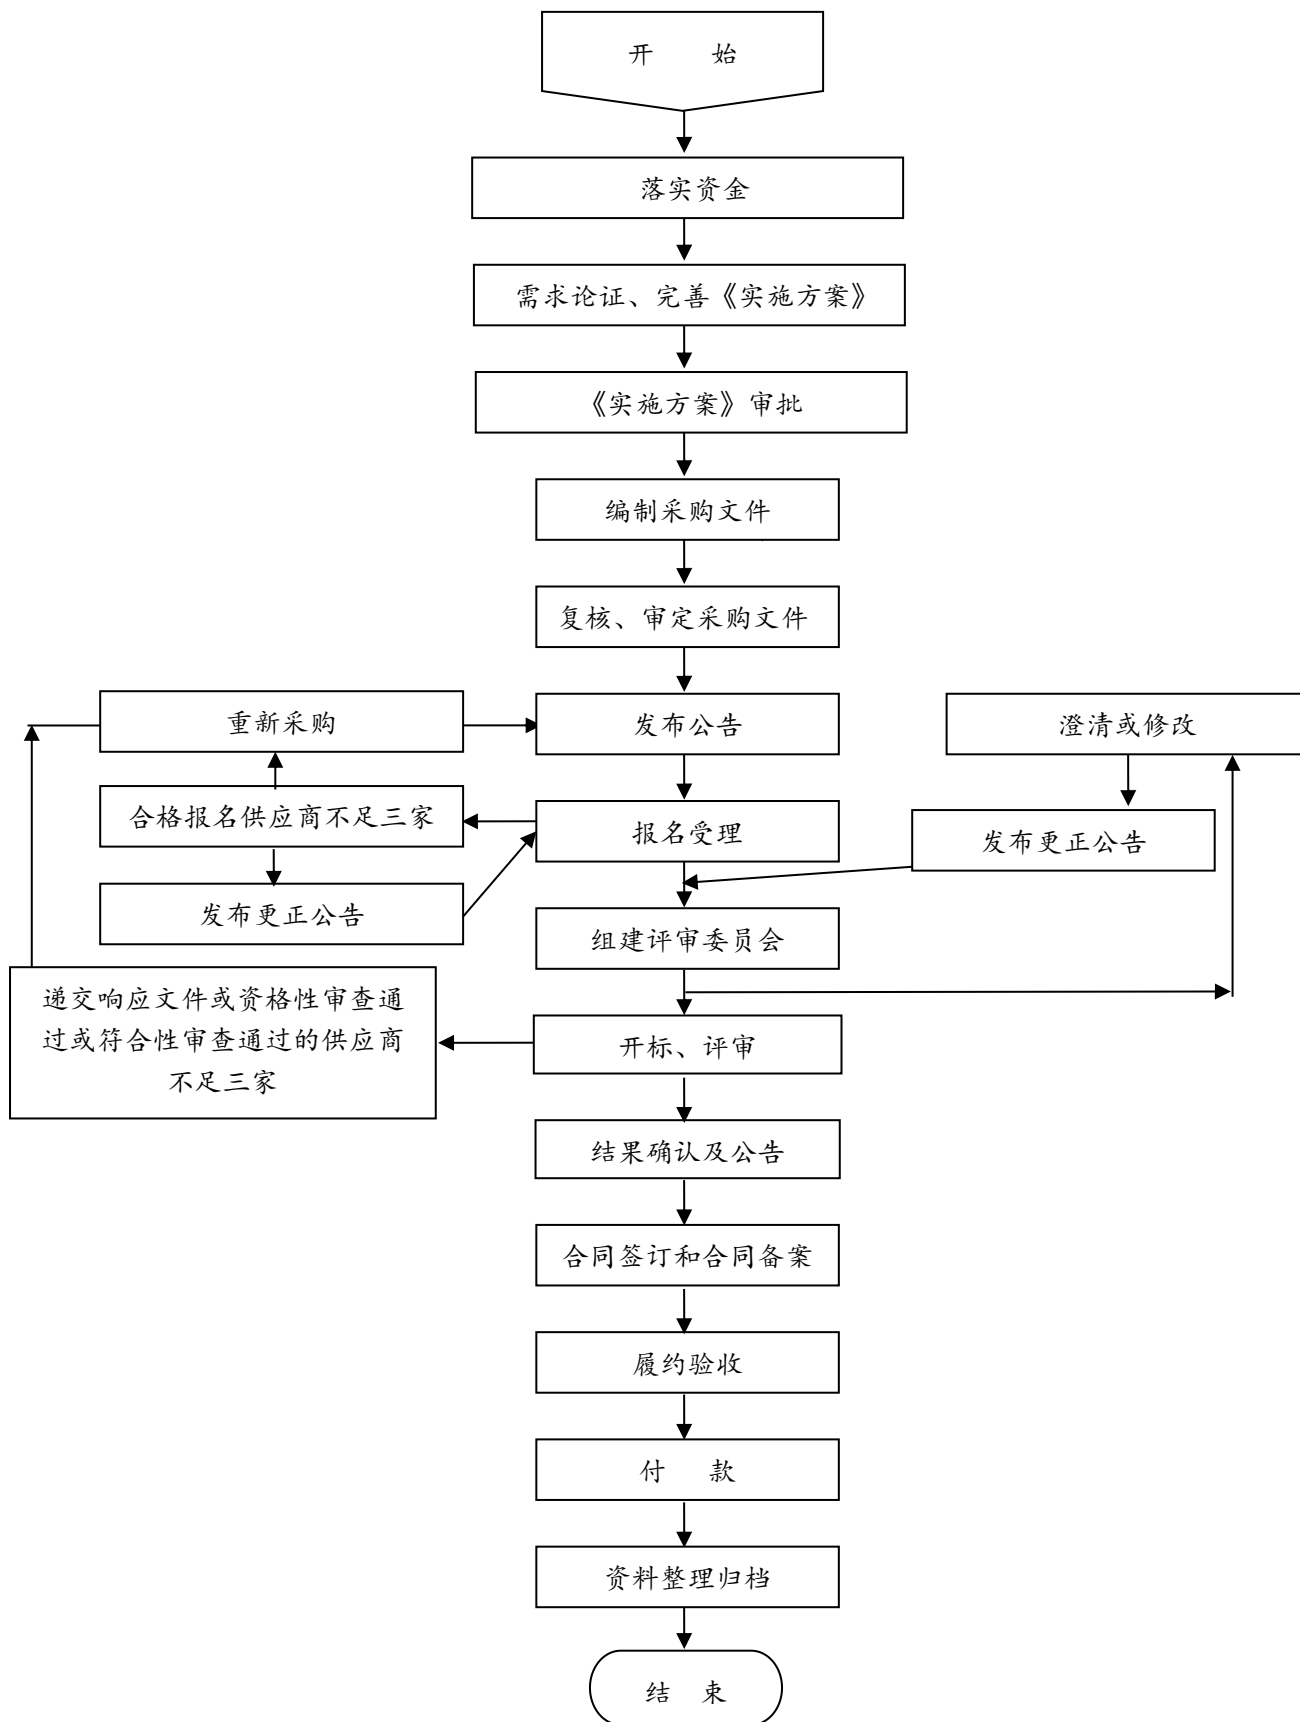 开 始
落实资金
需求论证、完善《实施方案》
《实施方案》审批
编制采购文件
复核、审定采购文件
重新采购
发布公告
澄清或修改
合格报名供应商不足三家
报名受理
发布更正公告
发布更正公告
组建评审委员会
递交响应文件或资格性审查通
过或符合性审查通过的供应商
不足三家
开标、评审
结果确认及公告
合同签订和合同备案
履约验收
付 款
资料整理归档
结 束